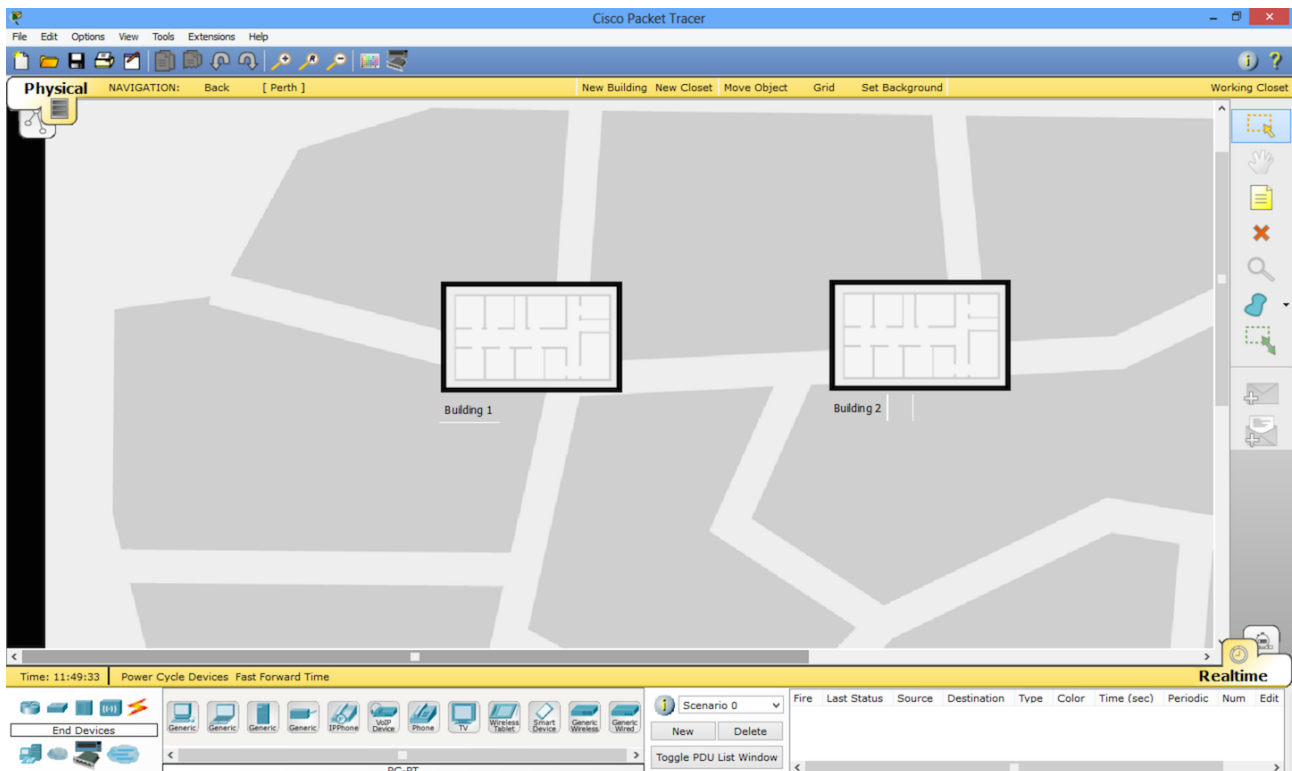 Cisco Packet Tracer
File Edit Options View Tools Extensions Help
Physical NAVIGATION: Back [ Perth ] New Building New Closet Move Object Grid Set Background Working Closet
Building 1
Building 2
Time: 11:49:33 Power Cycle Devices Fast Forward Time Realtime
Fire Last Status Source Destination Type Color Time (sec) Periodic Num Edit
Scenario 0
Generic Generic Generic Generic IPPhone VoIP Device Phone TV Wireless Tablet Smart Device Generic Wireless Generic Wired
End Devices
New Delete
Toggle PDU List Window
PC-PT